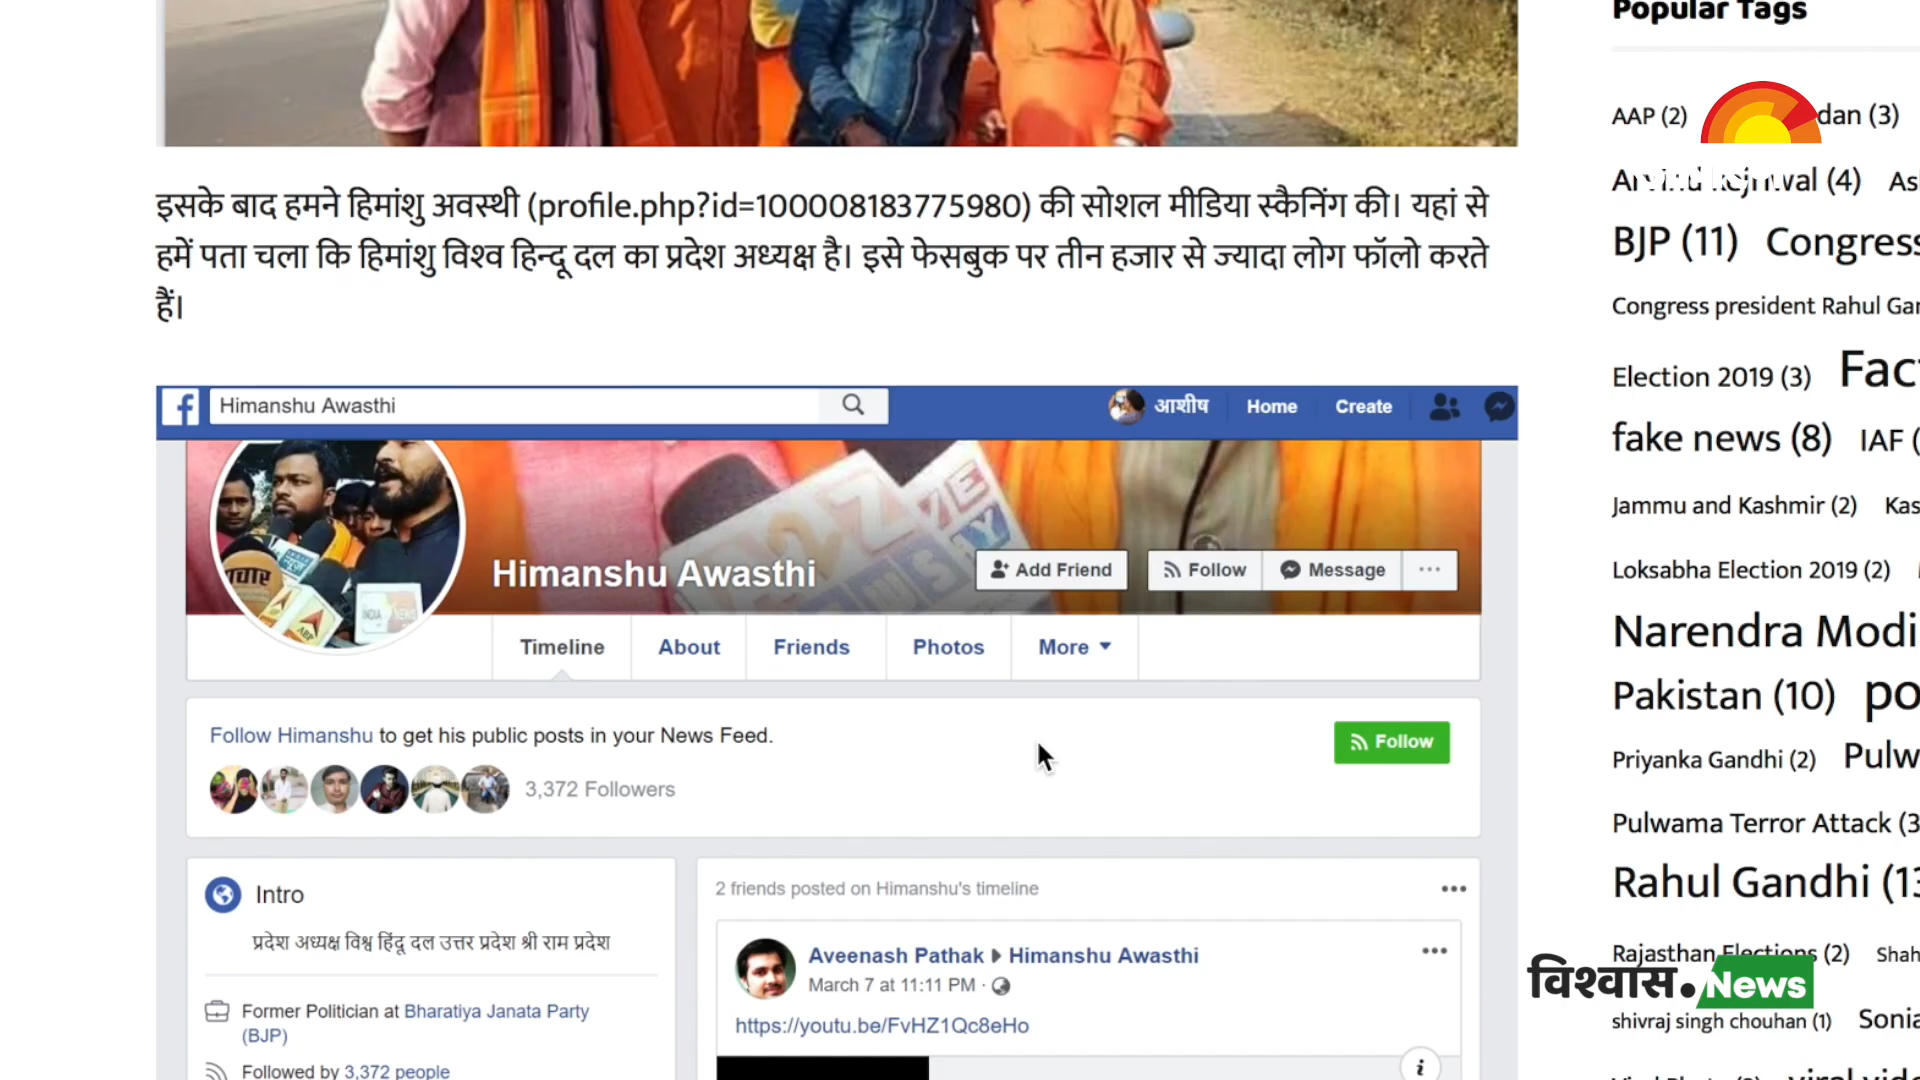 Popular Tags
AAP (2) dan (3)
(4)
BJP (11) Congress
Congress president Rahul
Election 2019 (3)
fake news (8) IAF (
Jammu and Kashmir (2)
Loksabha Election 2019 (2)
Narendra Modi
Pakistan (10)
Priyanka Gandhi (2)
Pulwama Terror Attack (3
Rahul Gandhi (13
Rajasthan Elections (2)
shivraj singh chouhan (1)
इसके बाद हमने हिमांशु अवस्थी (profile.php?id=100008183775980) की सोशल मीडिया स्कैनिंग की। यहां से
हमें पता चला कि हिमांशु विश्व हिन्दू दल का प्रदेश अध्यक्ष है। इसे फेसबुक पर तीन हजार से ज्यादा लोग फॉलो करते
हैं।
Himanshu Awasthi
आशीष Home Create
Himanshu Awasthi
Add Friend Follow Message
Timeline About Friends Photos More
Follow Himanshu to get his public posts in your News Feed.
Follow
3,372 Followers
Intro
प्रदेश अध्यक्ष विश्व हिंदू दल उत्तर प्रदेश श्री राम प्रदेश
Former Politician at Bharatiya Janata Party
(BJP)
Followed by 3,372 people
2 friends posted on Himanshu's timeline
Aveenash Pathak Himanshu Awasthi
March 7 at 11:11 PM ·
https://youtu.be/FvHZ1Qc8eHo
विश्वास.News